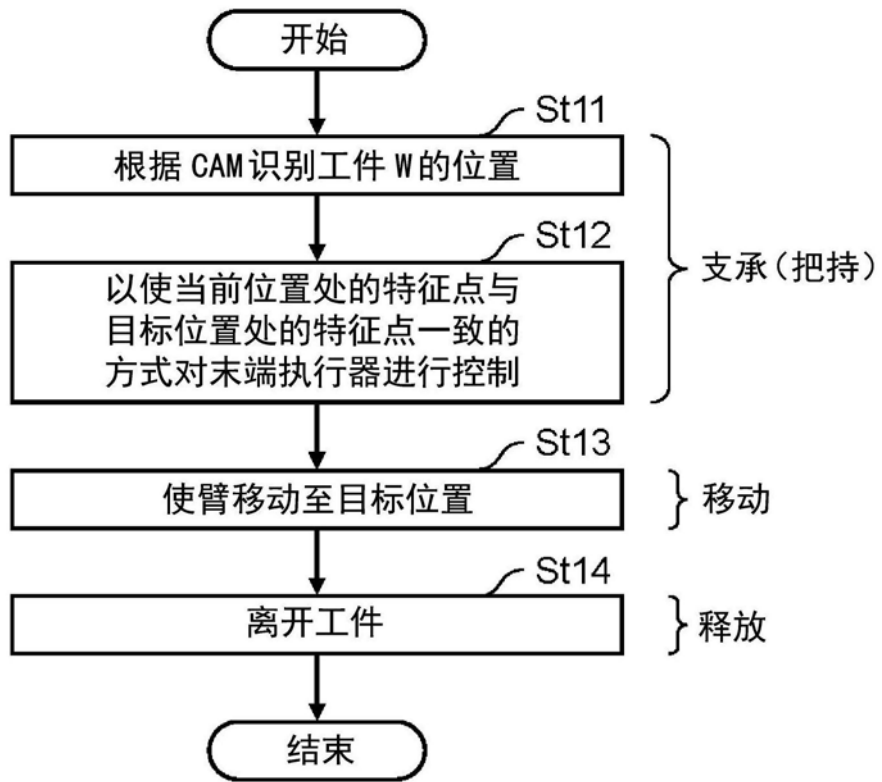 开始
St11
根据 CAM 识别工件 W 的位置
St12
以使当前位置处的特征点与
目标位置处的特征点一致的
方式对末端执行器进行控制
支承(把持)
St13
使臂移动至目标位置
移动
St14
离开工件
释放
结束